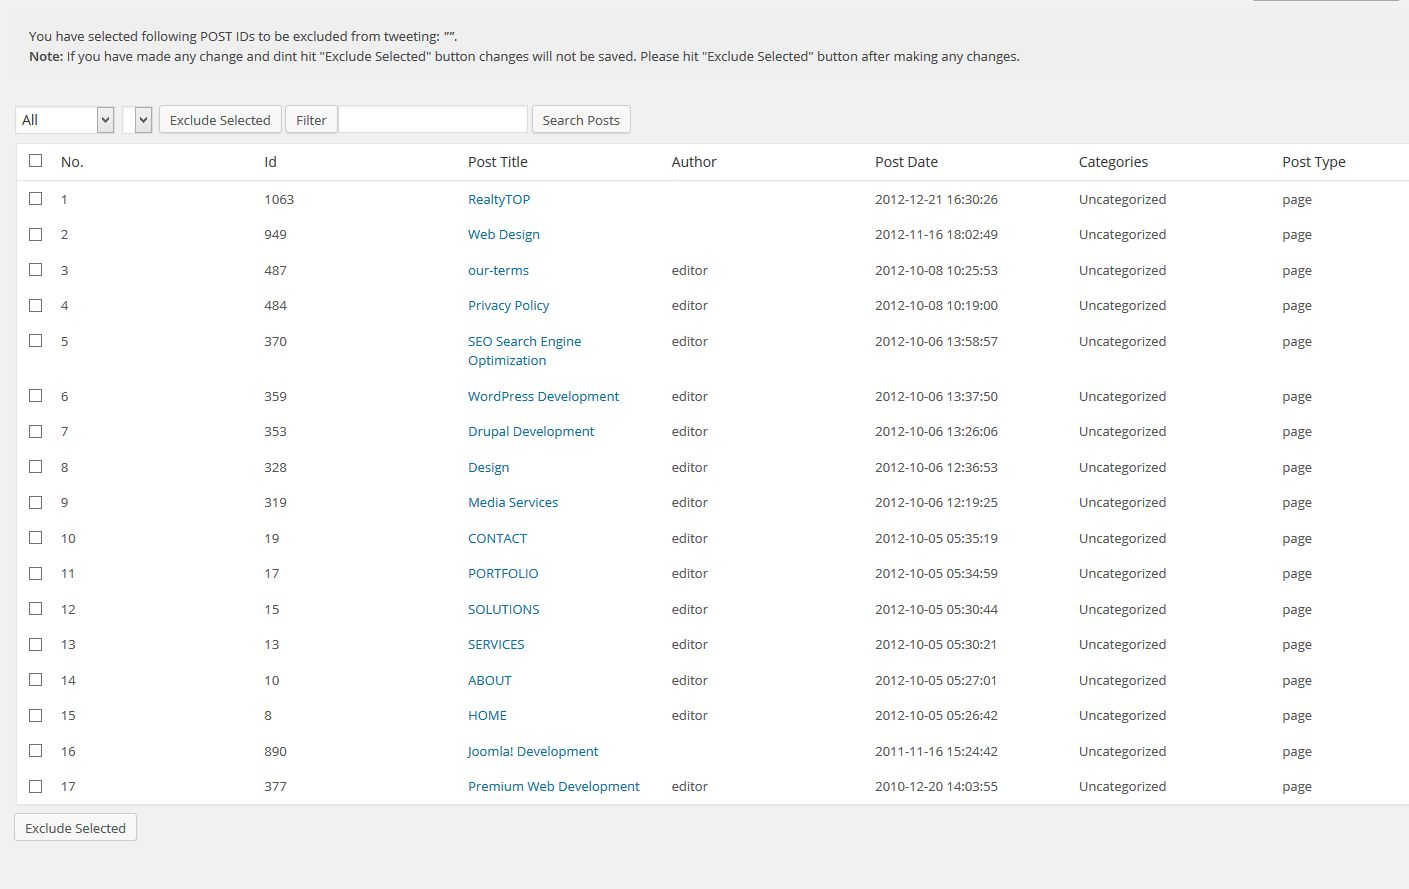 You have selected following POST IDs to be excluded from tweeting: "".
Note: If you have made any change and dint hit "Exclude Selected" button changes will not be saved. Please hit "Exclude Selected" button after making any changes.
All Exclude Selected Filter Search Posts
No. Id Post Title Author Post Date Categories Post Type
1 1063 RealtyTOP 2012-12-21 16:30:26 Uncategorized page
2 949 Web Design 2012-11-16 18:02:49 Uncategorized page
3 487 our-terms editor 2012-10-08 10:25:53 Uncategorized page
4 484 Privacy Policy editor 2012-10-08 10:19:00 Uncategorized page
5 370 SEO Search Engine editor 2012-10-06 13:58:57 Uncategorized page
Optimization
6 359 WordPress Development editor 2012-10-06 13:37:50 Uncategorized page
7 353 Drupal Development editor 2012-10-06 13:26:06 Uncategorized page
8 328 Design editor 2012-10-06 12:36:53 Uncategorized page
9 319 Media Services editor 2012-10-06 12:19:25 Uncategorized page
10 19 CONTACT editor 2012-10-05 05:35:19 Uncategorized page
11 17 PORTFOLIO editor 2012-10-05 05:34:59 Uncategorized page
12 15 SOLUTIONS editor 2012-10-05 05:30:44 Uncategorized page
13 13 SERVICES editor 2012-10-05 05:30:21 Uncategorized page
14 10 ABOUT editor 2012-10-05 05:27:01 Uncategorized page
15 8 HOME editor 2012-10-05 05:26:42 Uncategorized page
16 890 Joomla! Development 2011-11-16 15:24:42 Uncategorized page
17 377 Premium Web Development editor 2010-12-20 14:03:55 Uncategorized page
Exclude Selected